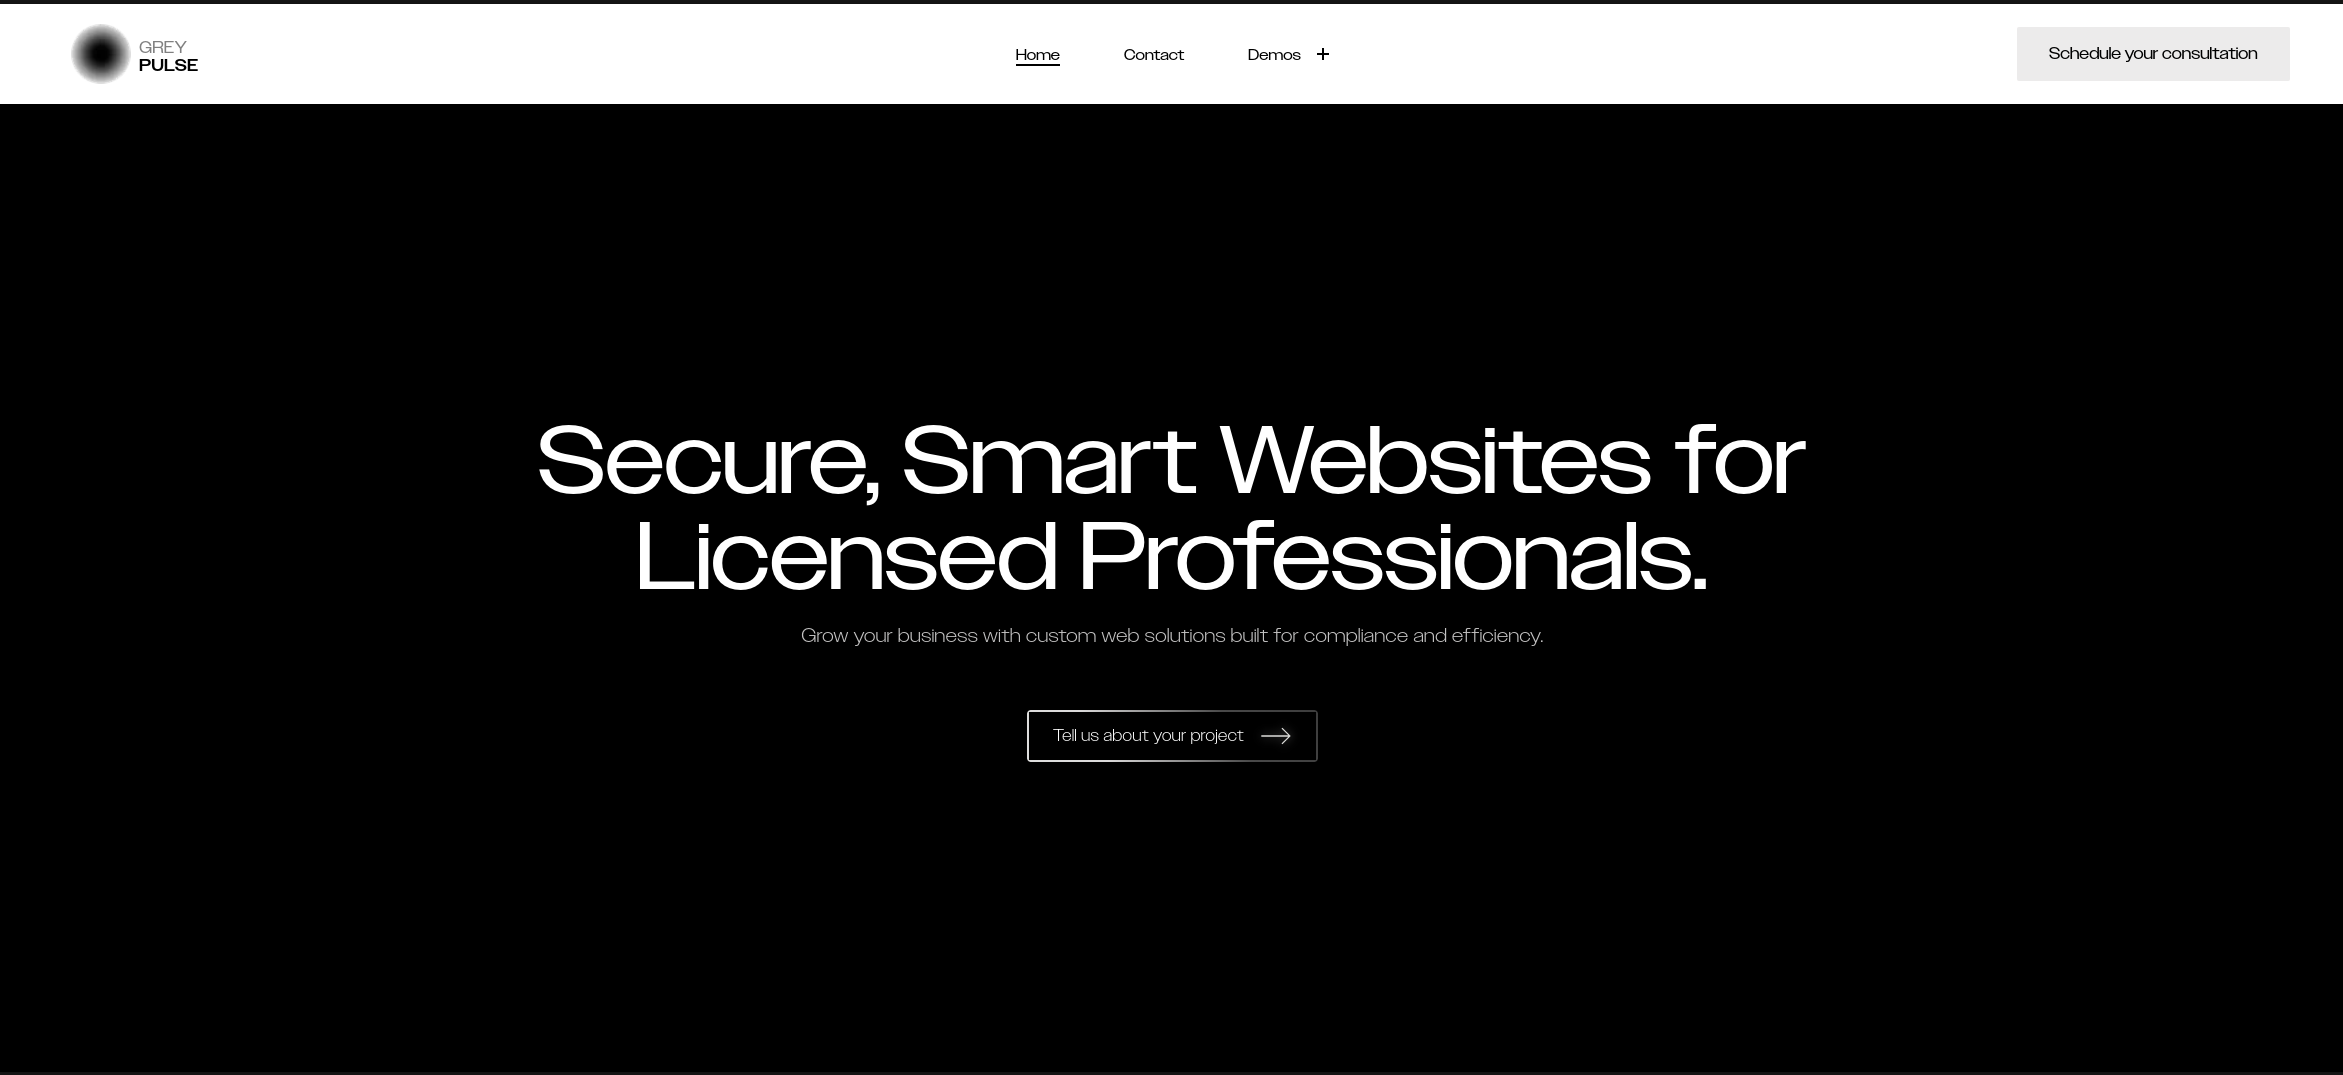 GREY
PULSE
Home
Contact
Demos +
Schedule your consultation
Secure, Smart Websites for
Licensed Professionals.
Grow your business with custom web solutions built for compliance and efficiency.
Tell us about your project